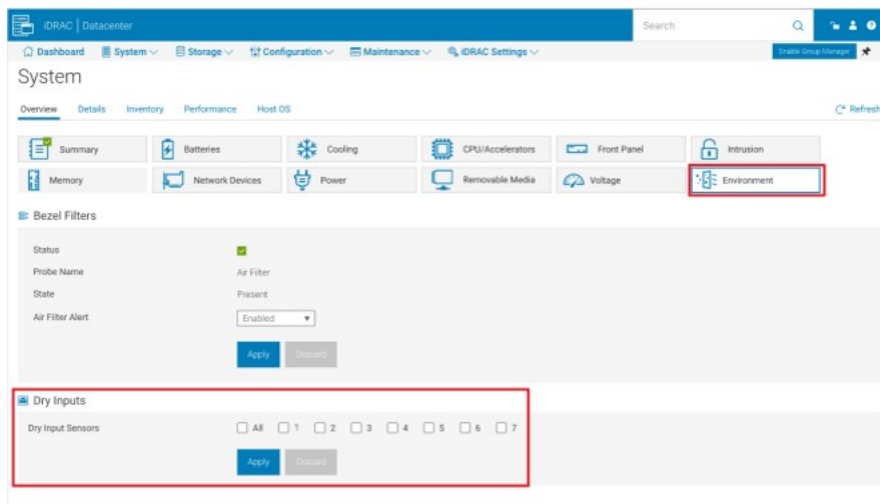 iDRAC | Datacenter Search
Dashboard System Storage Configuration Maintenance iDRAC Settings Enable Group Manager
System
Overview Details Inventory Performance Host OS Refresh
Summary Batteries Cooling CPU/Accelerators Front Panel Intrusion
Memory Network Devices Power Removable Media Voltage Environment
Bezel Filters
Status
Probe Name Air Filter
State Present
Air Filter Alert Enabled
Apply Discard
Dry Inputs
Dry Input Sensors All 1 2 3 4 5 6 7
Apply Discard